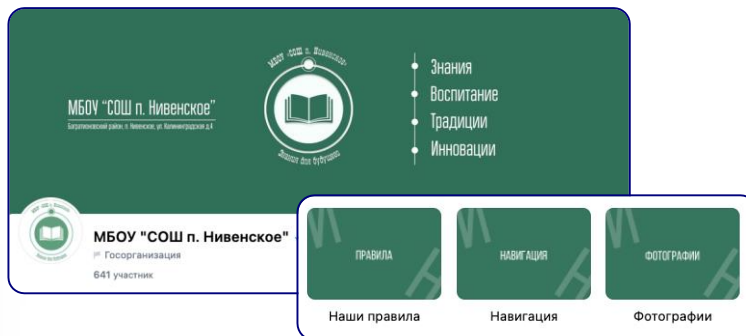 МБОУ "СОШ п. Нивенское"
Багратионовский район, п. Нивенское, ул. Калининградская д.4
МБОУ «СОШ п. Нивенское»
Знания для будущего
Знания
Воспитание
Традиции
Инновации
МБОУ "СОШ п. Нивенское"
Госорганизация
641 участник
ПРАВИЛА
НАВИГАЦИЯ
ФОТОГРАФИИ
Наши правила
Навигация
Фотографии